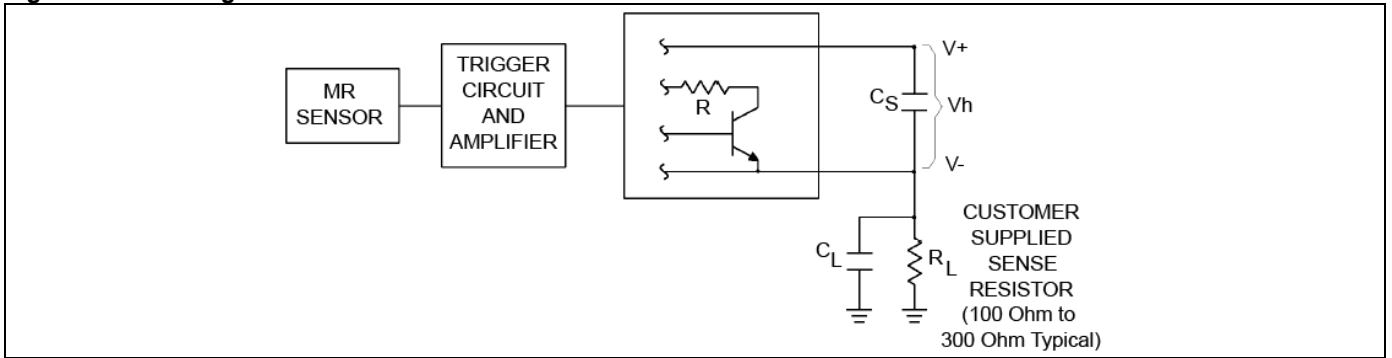 MR
SENSOR
TRIGGER
CIRCUIT
AND
AMPLIFIER
R
CS
V+
Vh
V-
CL
RL
CUSTOMER
SUPPLIED
SENSE
RESISTOR
(100 Ohm to
300 Ohm Typical)